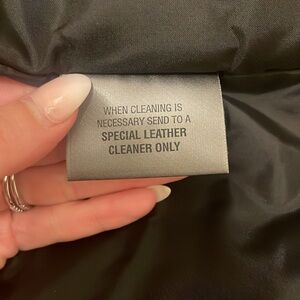 WHEN CLEANING IS
NECESSARY SEND TO A
SPECIAL LEATHER
CLEANER ONLY